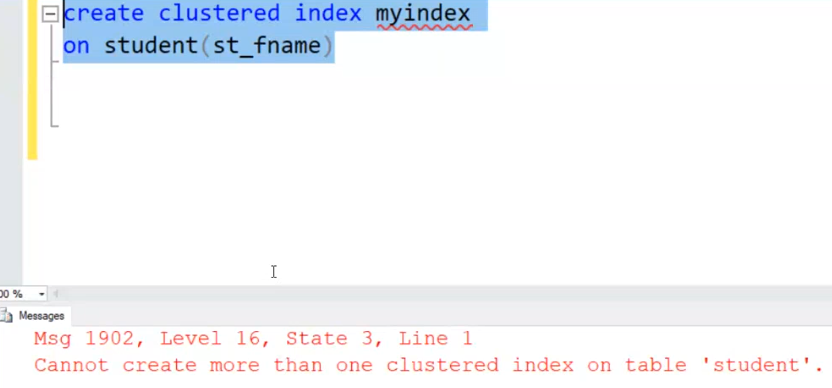 create clustered index myindex
on student(st_fname)
00 %
Messages
Msg 1902, Level 16, State 3, Line 1
Cannot create more than one clustered index on table 'student'.